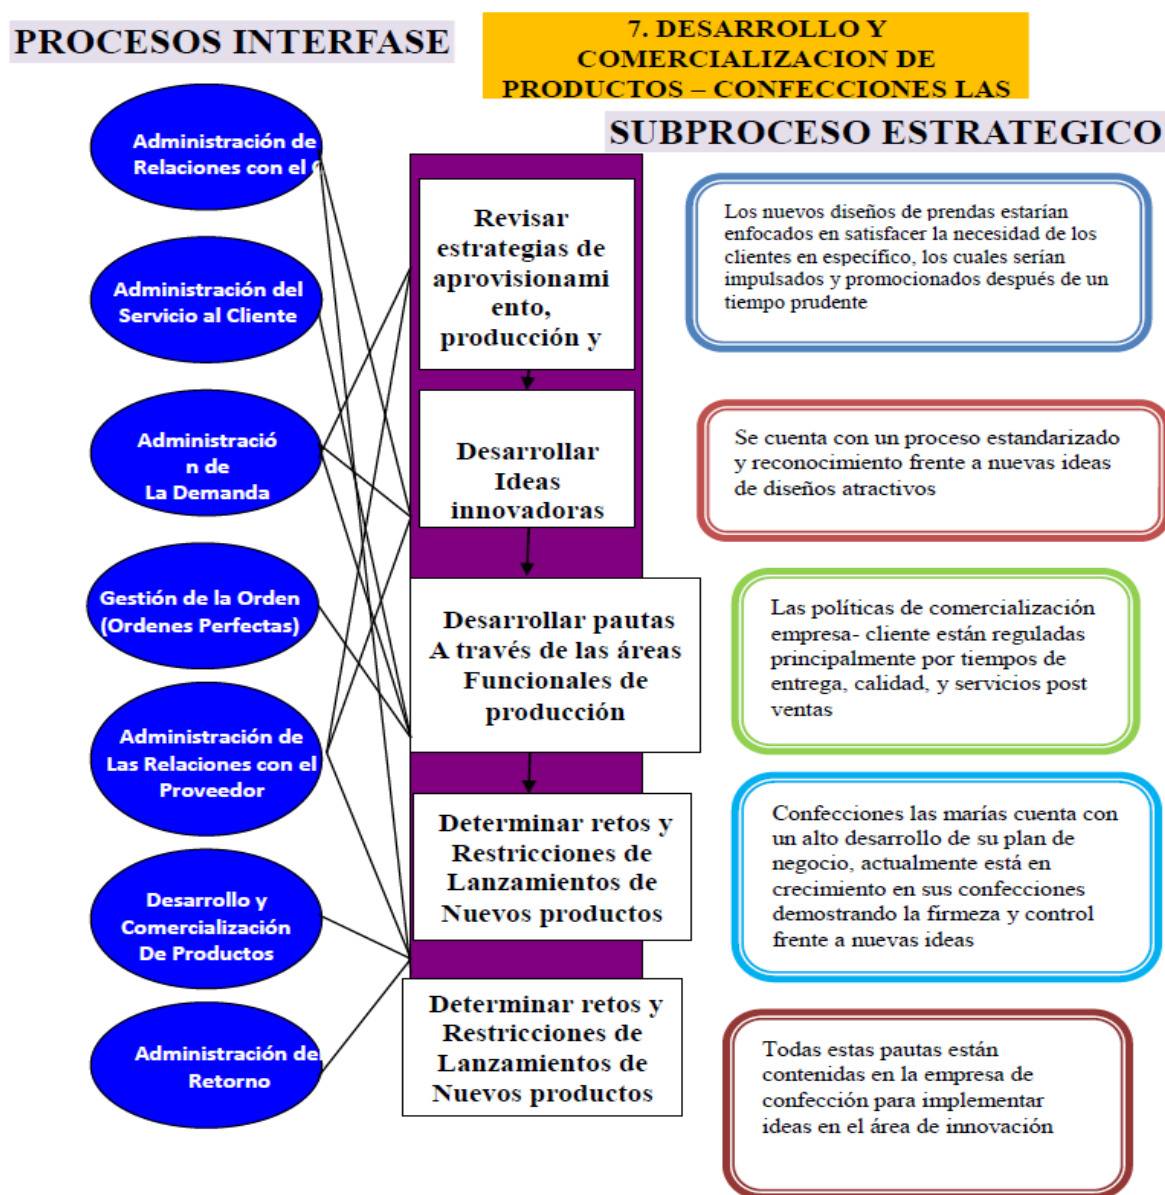 PROCESOS INTERFASE
7. DESARROLLO Y
COMERCIALIZACION DE
PRODUCTOS – CONFECCIONES LAS
SUBPROCESO ESTRATEGICO
Administración de
Relaciones con el
Administración del
Servicio al Cliente
Administració
n de
La Demanda
Gestión de la Orden
(Ordenes Perfectas)
Administración de
Las Relaciones con el
Proveedor
Desarrollo y
Comercialización
De Productos
Administración de
Retorno
Revisar
estrategias de
aprovisionami
ento,
producción y
Desarrollar
Ideas
innovadoras
Desarrollar pautas
A través de las áreas
Funcionales de
producción
Determinar retos y
Restricciones de
Lanzamientos de
Nuevos productos
Determinar retos y
Restricciones de
Lanzamientos de
Nuevos productos
Los nuevos diseños de prendas estarían
enfocados en satisfacer la necesidad de los
clientes en específico, los cuales serían
impulsados y promocionados después de un
tiempo prudente
Se cuenta con un proceso estandarizado
y reconocimiento frente a nuevas ideas
de diseños atractivos
Las políticas de comercialización
empresa- cliente están reguladas
principalmente por tiempos de
entrega, calidad, y servicios post
ventas
Confecciones las marías cuenta con
un alto desarrollo de su plan de
negocio, actualmente está en
crecimiento en sus confecciones
demostrando la firmeza y control
frente a nuevas ideas
Todas estas pautas están
contenidas en la empresa de
confección para implementar
ideas en el área de innovación